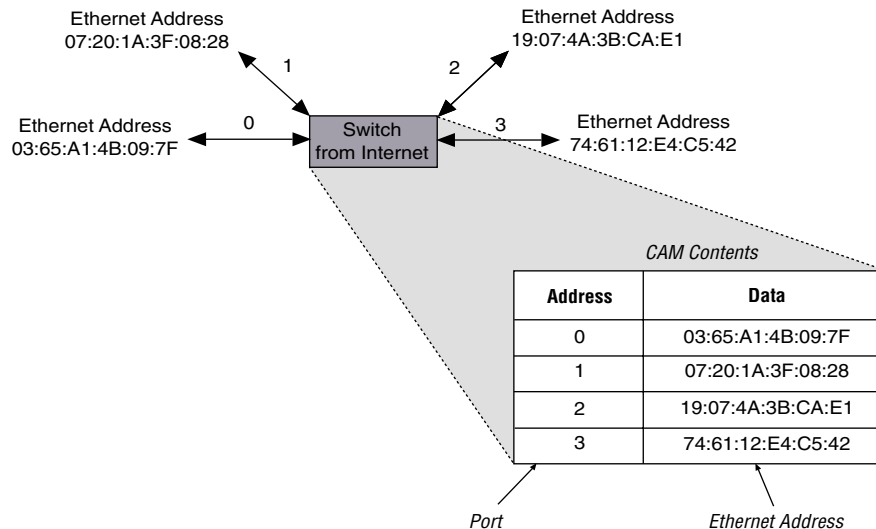 Ethernet Address
07:20:1A:3F:08:28
Ethernet Address
19:07:4A:3B:CA:E1
1
2
Ethernet Address
03:65:A1:4B:09:7F
0
Switch
from Internet
3
Ethernet Address
74:61:12:E4:C5:42
CAM Contents
Address Data
0 03:65:A1:4B:09:7F
1 07:20:1A:3F:08:28
2 19:07:4A:3B:CA:E1
3 74:61:12:E4:C5:42
Port
Ethernet Address